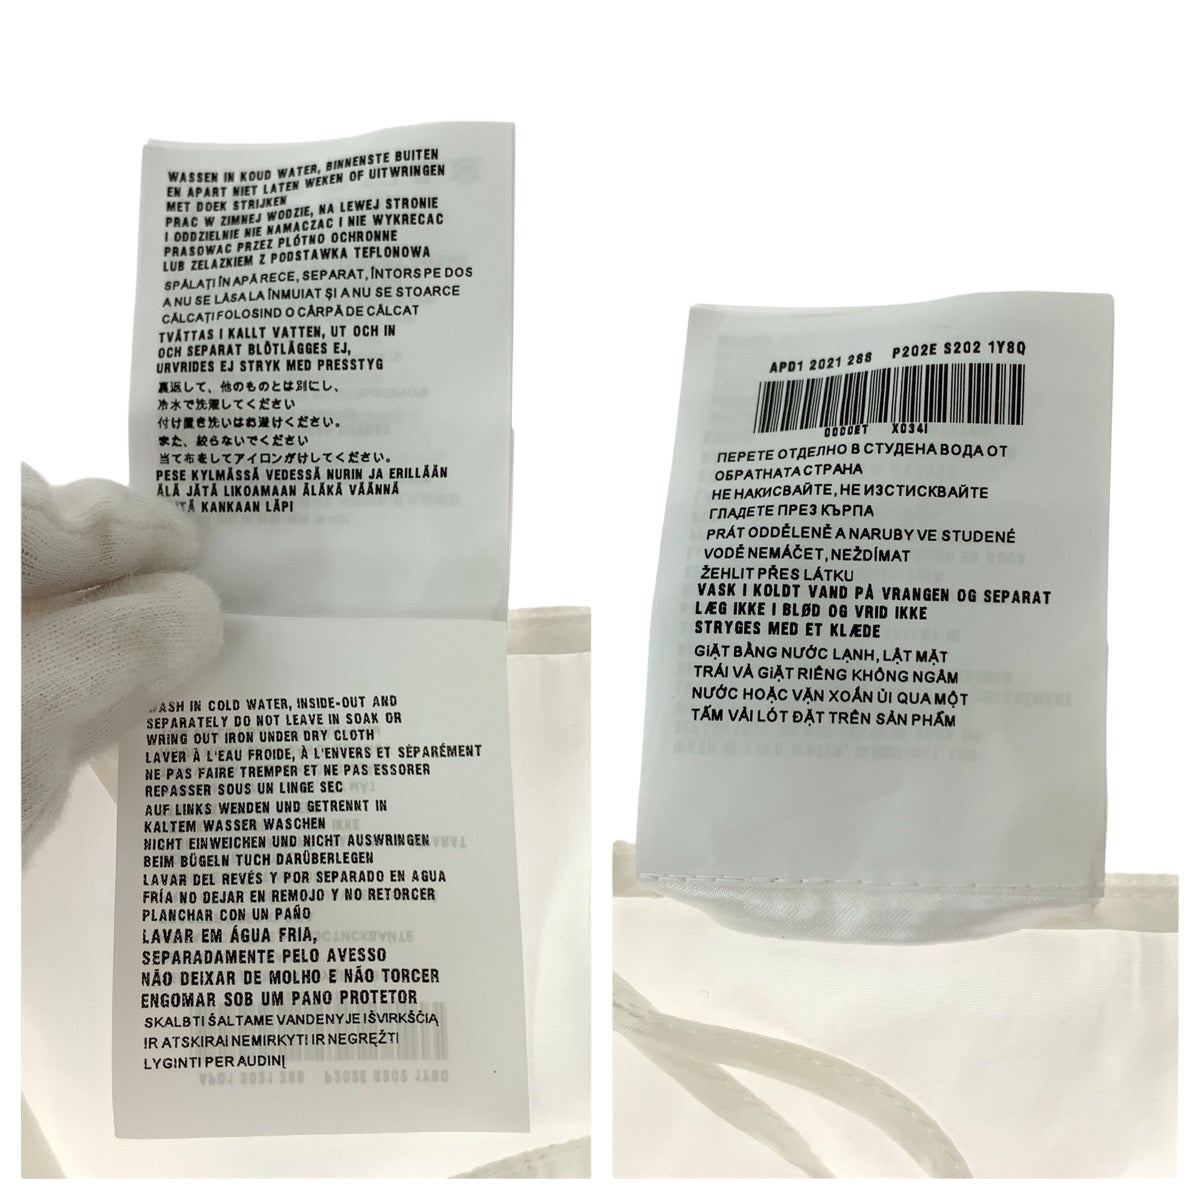 WASSEN IN KOUD WATER, BINNENSTE BUITEN
EN APART NIET LATEN WEKEN OF UITWRINGEN
MET DOEK STRIJKEN
PRAC W ZIMNEJ WODZIE, NA LEWEJ STRONIE
I ODDZIELNIE NIE NAMACZAC I NIE WYKRECAC
PRASOWAC PRZEZ PLÓTNO OCHRONNE
LUB ZELAZKIEM Z PODSTAWKA TEFLONOWA
SPĂLAȚI ÎN APĂ RECE, SEPARAT, ÎNTORS PE DOS
A NU SE LĂSA LA ÎNMUIAT ŞI A NU SE STOARCE
CĂLCAȚI FOLOSIND O CÂRPĂ DE CĂLCAT
TVÄTTAS I KALLT VATTEN, UT OCH IN
OCH SEPARAT BLÖTLÄGGES EJ,
URVRIDES EJ STRYK MED PRESSTYG
裏返して、他のものとは別にし、
冷水で洗濯してください
付け置き洗いはお避けください。
また、絞らないでください
当て布をしてアイロンがけしてください。
PESE KYLMÄSSÄ VEDESSÄ NURIN JA ERILLÄÄN
ÄLÄ JÄTÄ LIKOAMAAN ÄLÄKÄ VÄÄNNÄ
KANKAAN LÄPI
WASH IN COLD WATER, INSIDE-OUT AND
SEPARATELY DO NOT LEAVE IN SOAK OR
WRING OUT IRON UNDER DRY CLOTH
LAVER À L'EAU FROIDE, À L'ENVERS ET SÉPARÉMENT
NE PAS FAIRE TREMPER ET NE PAS ESSORER
REPASSER SOUS UN LINGE SEC
AUF LINKS WENDEN UND GETRENNT IN
KALTEM WASSER WASCHEN
NICHT EINWEICHEN UND NICHT AUSWRINGEN
BEIM BÜGELN TUCH DARÜBERLEGEN
LAVAR DEL REVÉS Y POR SEPARADO EN AGUA
FRÍA NO DEJAR EN REMOJO Y NO RETORCER
PLANCHAR CON UN PAÑO
LAVAR EM ÁGUA FRIA,
SEPARADAMENTE PELO AVESSO
NÃO DEIXAR DE MOLHO E NÃO TORCER
ENGOMAR SOB UM PANO PROTETOR
SKALBTI ŠALTAME VANDENYJE IŠVIRKŠČIĄ
IR ATSKIRAI NEMIRKYTI IR NEGRĘŽTI
LYGINTI PER AUDINĮ
APD1 2021 288 P202E S202 1Y8Q
0000ET X034I
ПЕРЕТЕ ОТДЕЛНО В СТУДЕНА ВОДА ОТ
ОБРАТНАТА СТРАНА
НЕ НАКИСВАЙТЕ, НЕ ИЗСТИСКВАЙТЕ
ГЛАДЕТЕ ПРЕЗ КЪРПА
PRÁT ODDĚLENĚ A NARUBY VE STUDENÉ
VODĚ NEMÁČET, NEŽDÍMAT
ŽEHLIT PŘES LÁTKU
VASK I KOLDT VAND PÅ VRANGEN OG SEPARAT
LÆG IKKE I BLØD OG VRID IKKE
STRYGES MED ET KLÆDE
GIẶT BẰNG NƯỚC LẠNH, LẬT MẶT
TRÁI VÀ GIẶT RIÊNG KHÔNG NGÂM
NƯỚC HOẶC VẶN XOẮN ỦI QUA MỘT
TẤM VẢI LÓT ĐẶT TRÊN SẢN PHẨM